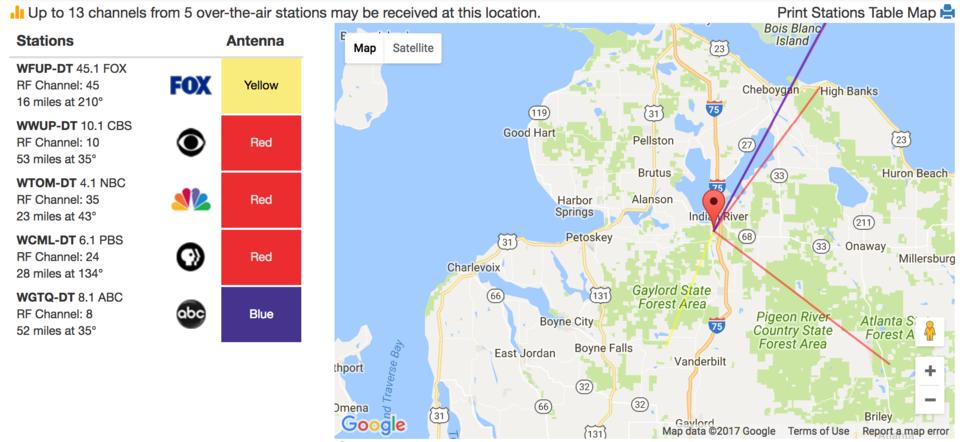 Up to 13 channels from 5 over-the-air stations may be received at this location.
Print Stations Table Map
Stations
Antenna
WFUP-DT 45.1 FOX
RF Channel: 45
16 miles at 210°
FOX
Yellow
WWUP-DT 10.1 CBS
RF Channel: 10
53 miles at 35°
Red
WTOM-DT 4.1 NBC
RF Channel: 35
23 miles at 43°
Red
WCML-DT 6.1 PBS
RF Channel: 24
28 miles at 134°
Red
WGTQ-DT 8.1 ABC
RF Channel: 8
52 miles at 35°
abc
Blue
Map
Satellite
Bois Blanc
Island
23
Cheboygan
High Banks
75
119
31
Good Hart
Pellston
27
23
33
Huron Beach
Brutus
75
Harbor
Springs
Alanson
Indian River
211
68
33
Onaway
Petoskey
31
Millersburg
Charlevoix
66
131
Gaylord State
Forest Area
Boyne City
75
Pigeon River
Country State
Forest Area
Atlanta S
Forest A
East Jordan
Boyne Falls
Vanderbilt
thport
nd Traverse Bay
32
66
32
Omena
31
131
Gaylord
Briley
Google
Map data ©2017 Google
Terms of Use
Report a map error
+
−